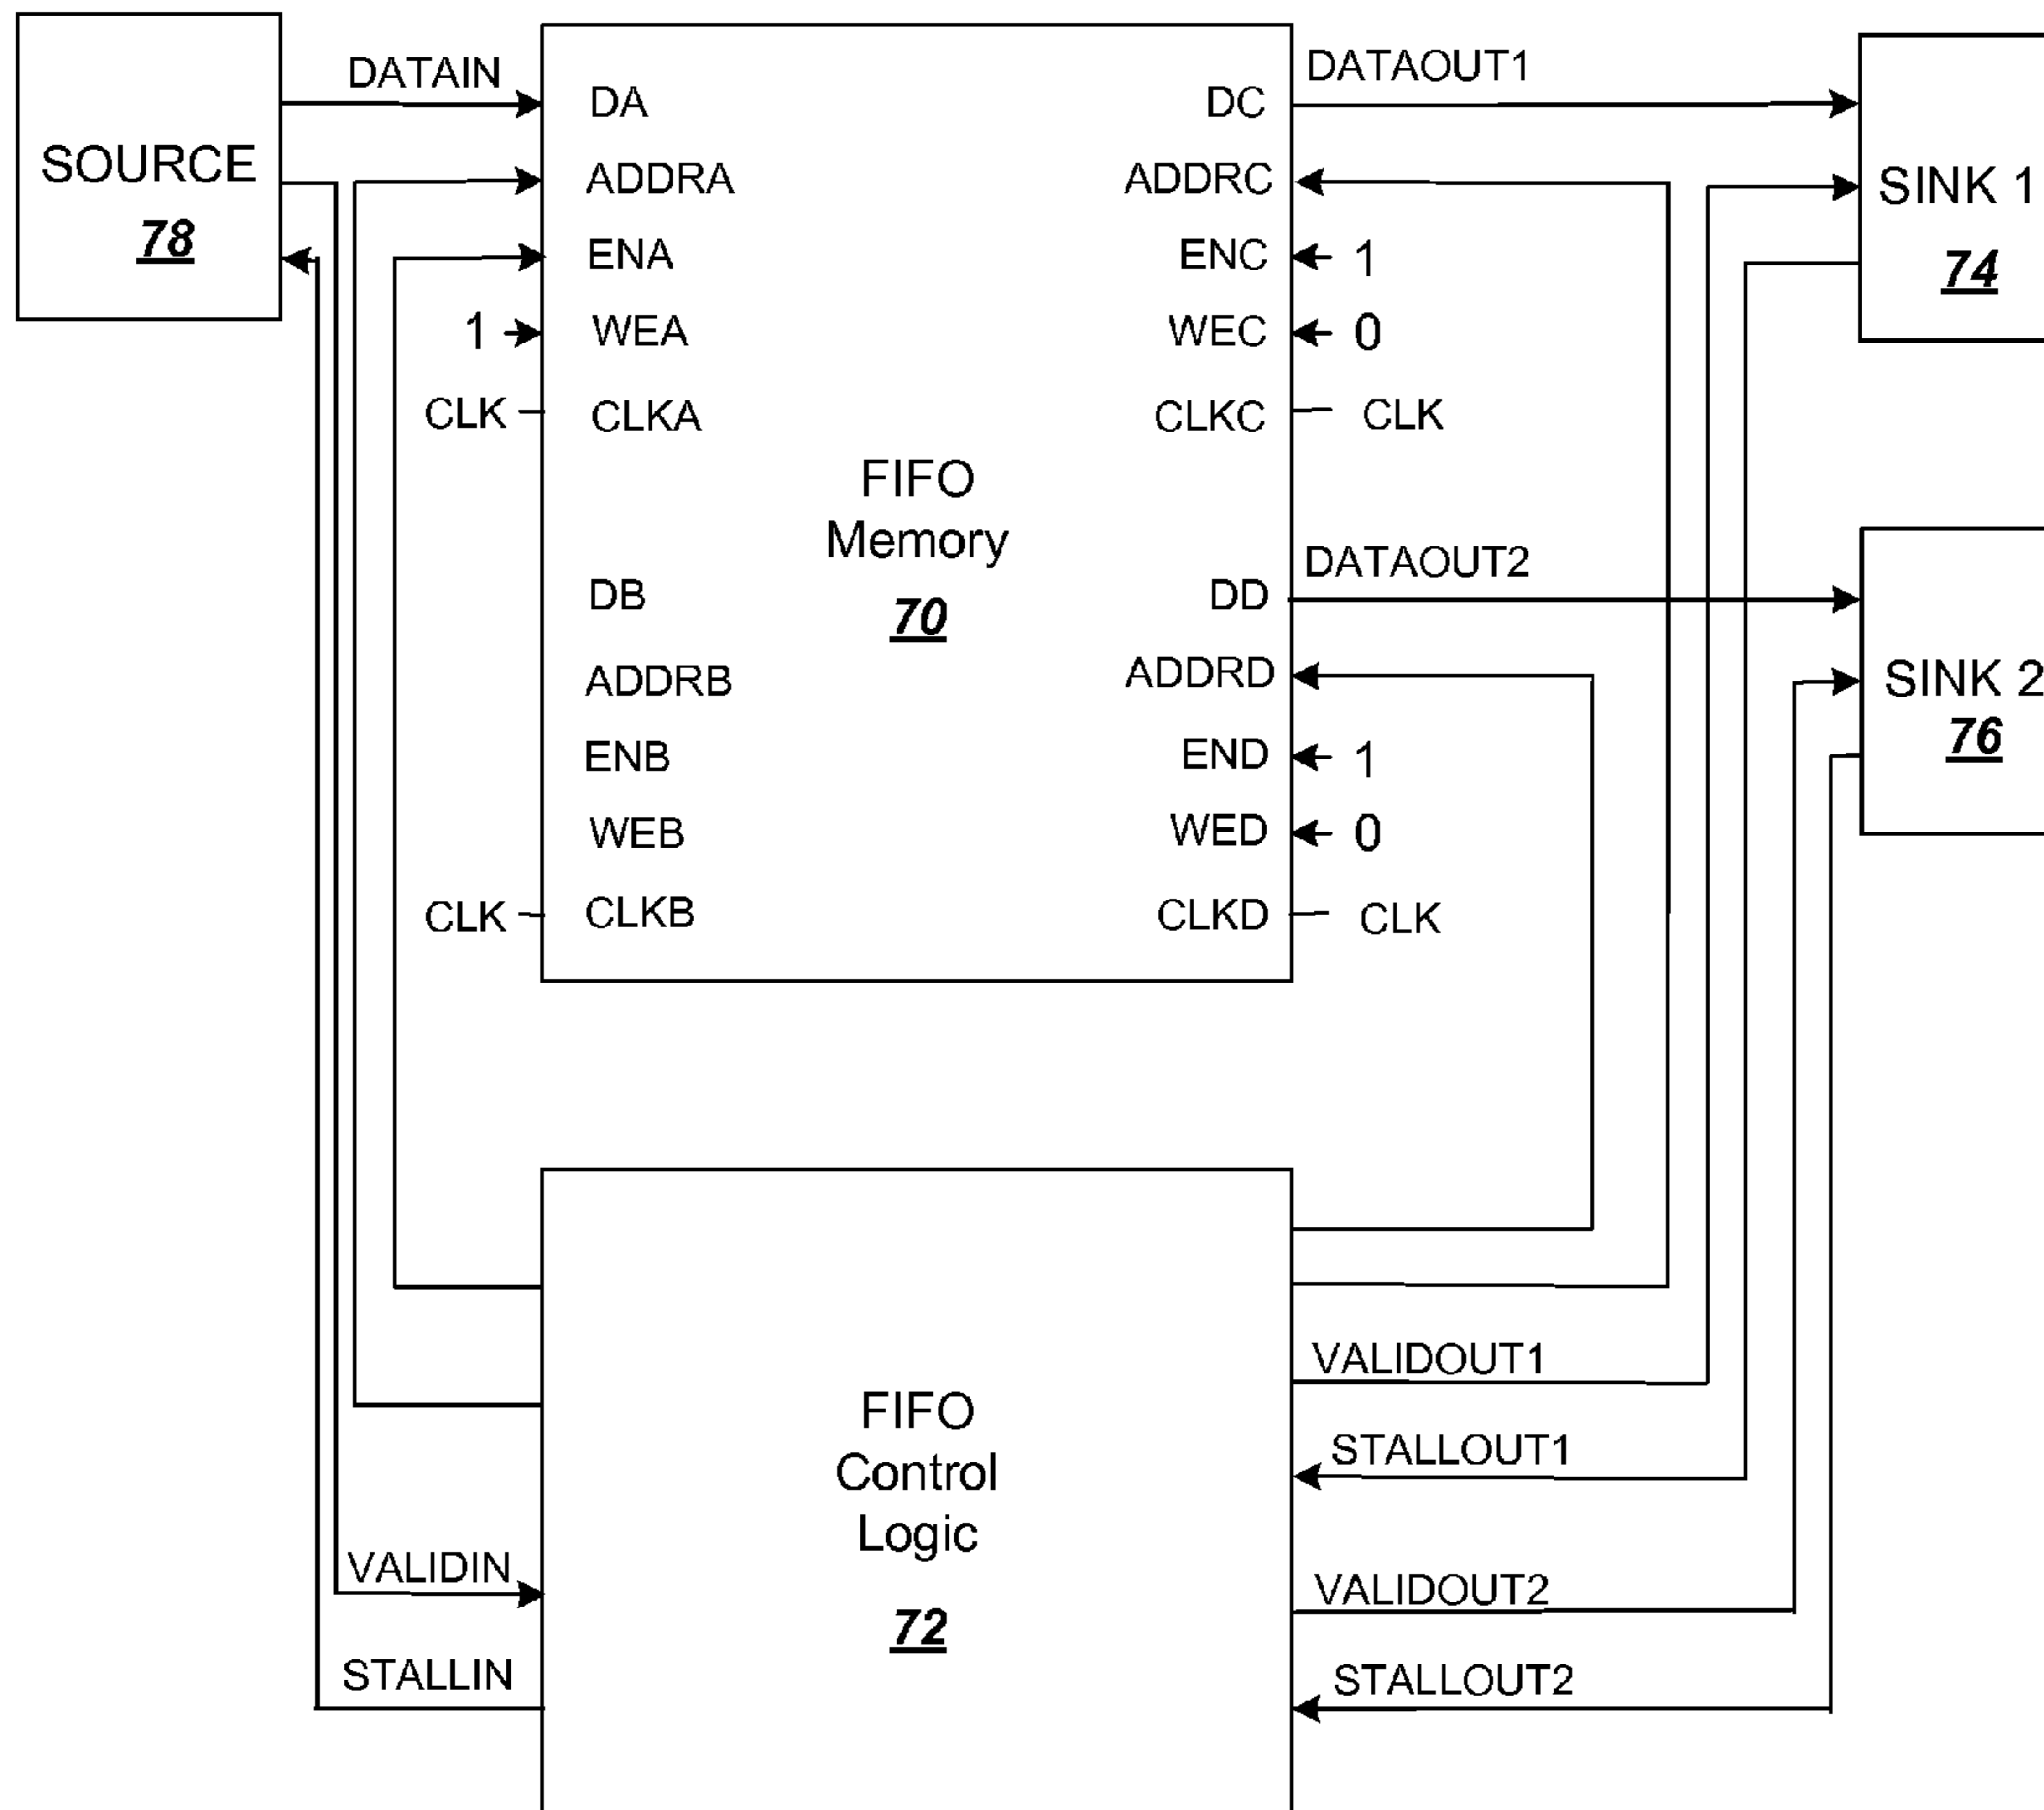 SOURCE
78
DATAIN
1
CLK
CLK
DA
ADDRA
ENA
WEA
CLKA
DB
ADDRB
ENB
WEB
CLKB
FIFO
Memory
70
DC
ADDRC
ENC
WEC
CLKC
DD
ADDRD
END
WED
CLKD
DATAOUT1
1
0
CLK
DATAOUT2
1
0
CLK
SINK 1
74
SINK 2
76
FIFO
Control
Logic
72
VALIDIN
STALLIN
VALIDOUT1
STALLOUT1
VALIDOUT2
STALLOUT2